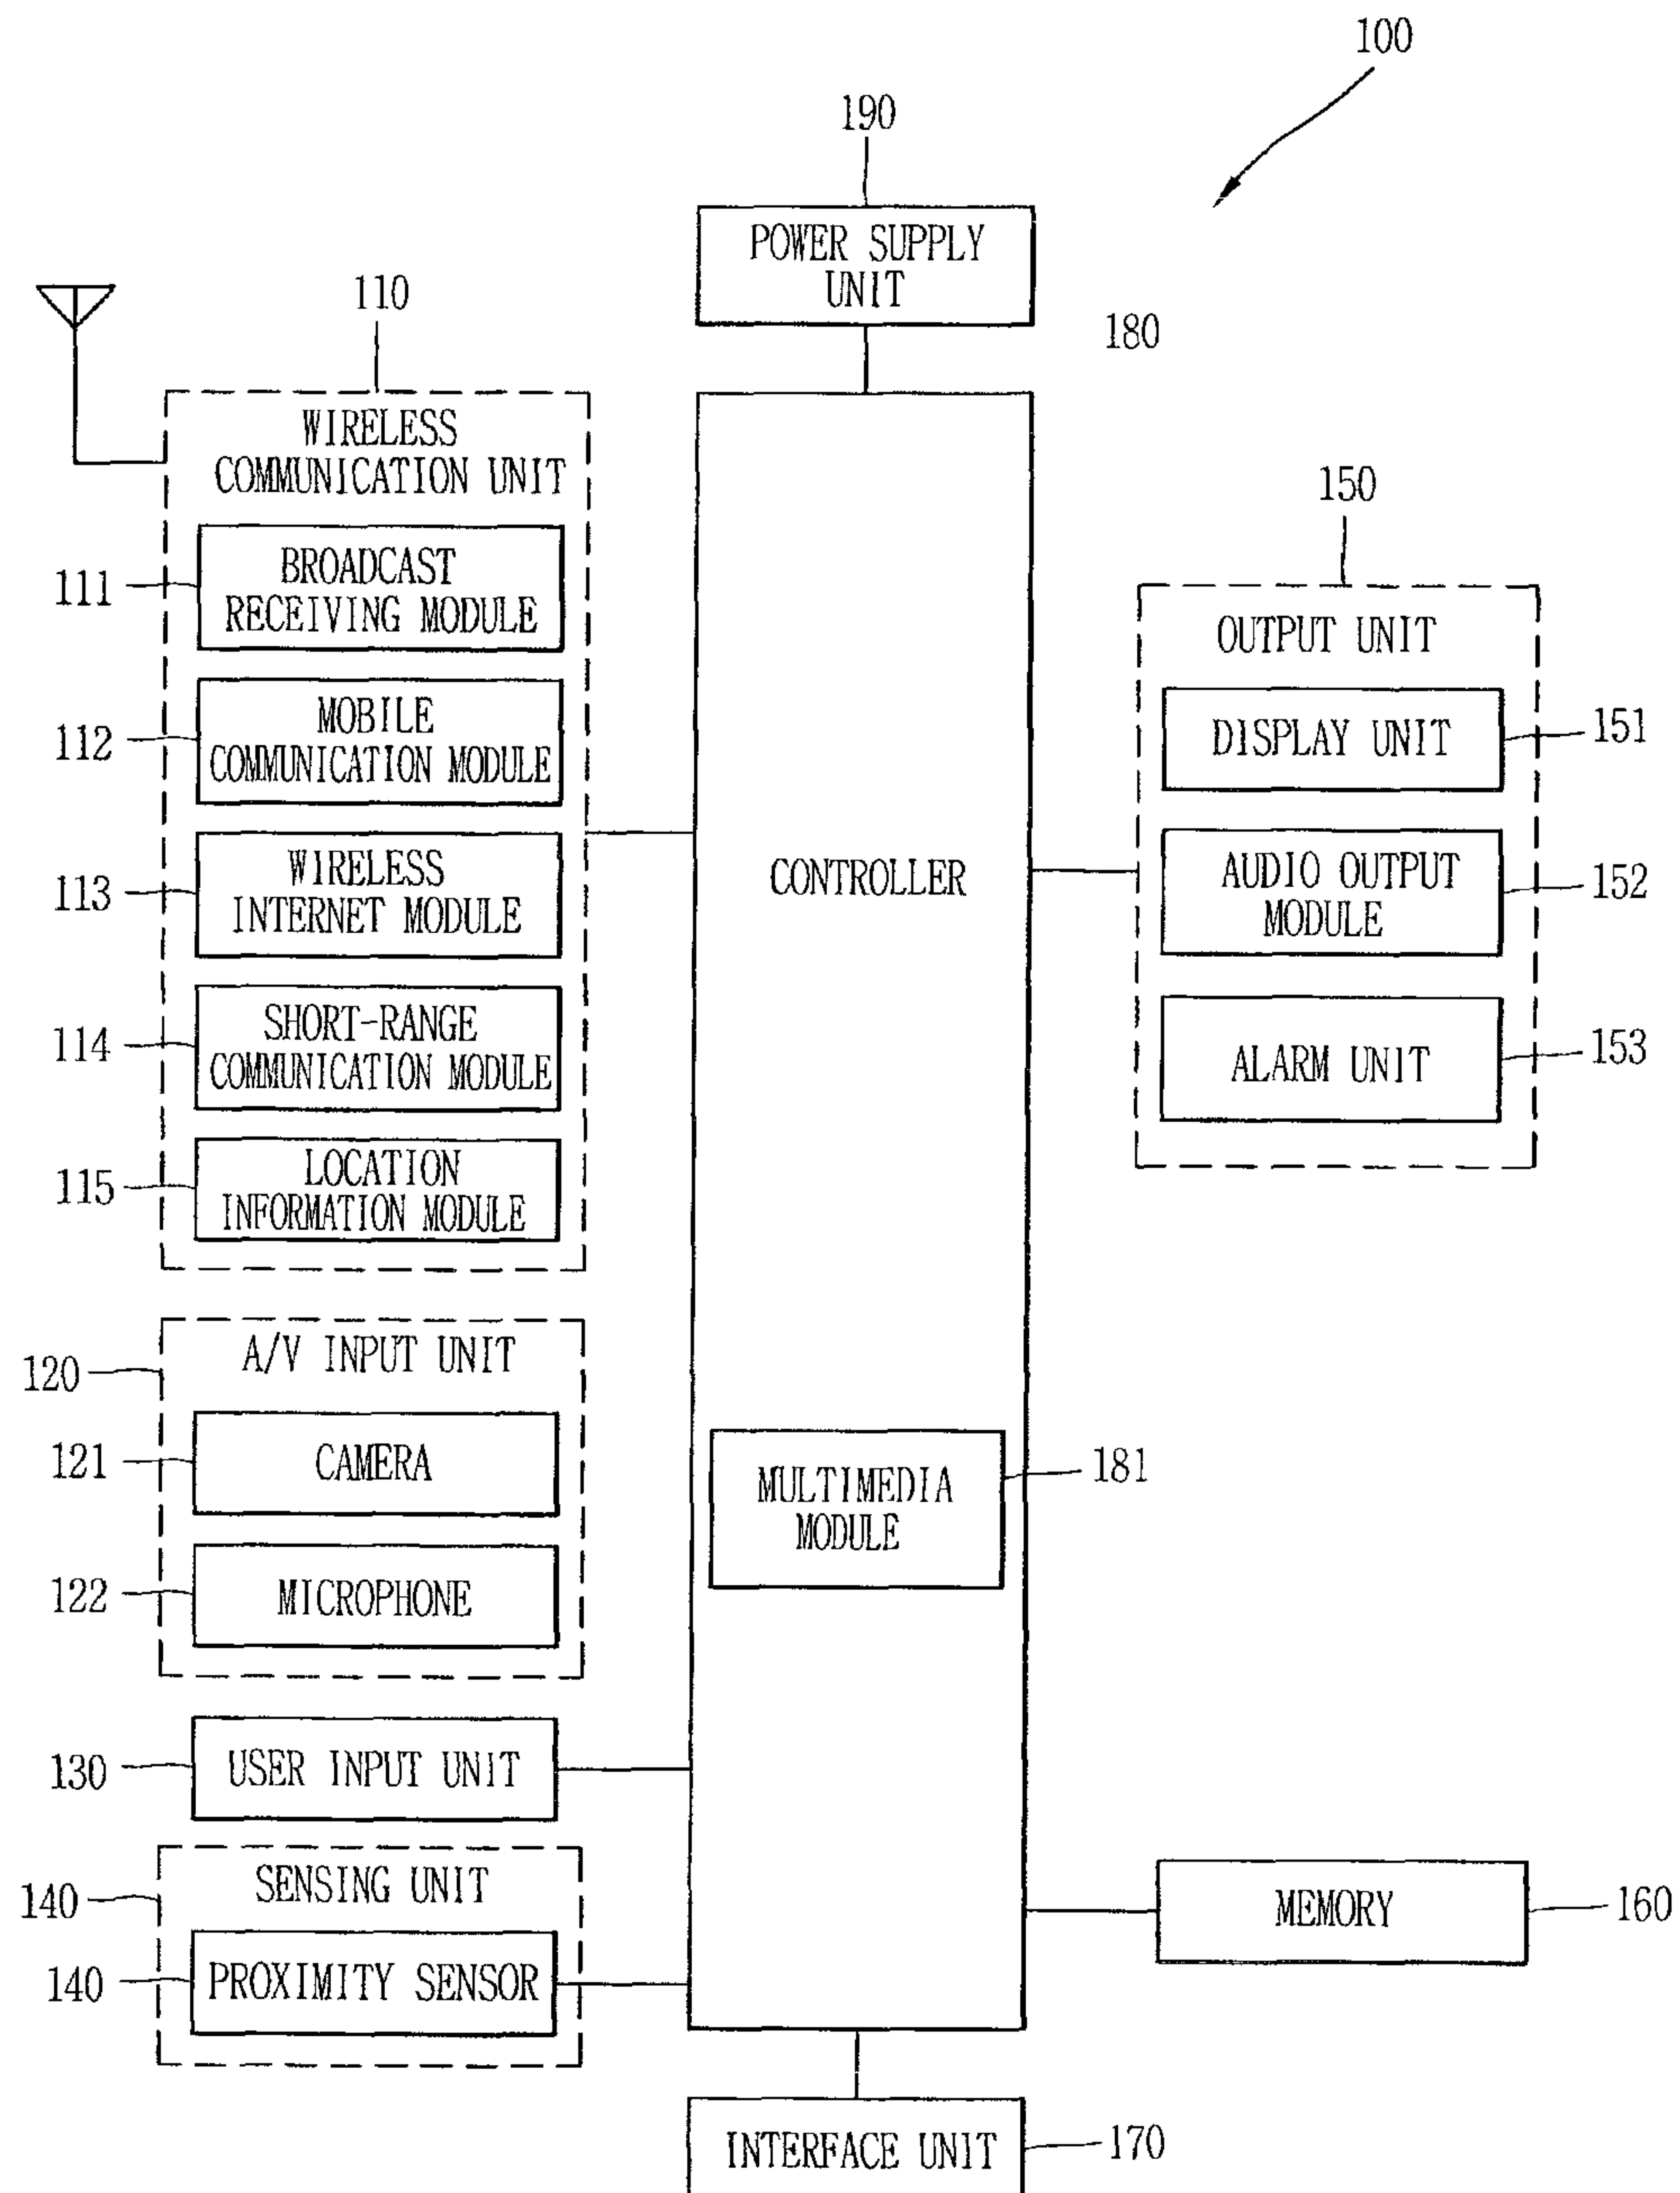 100
190
POWER SUPPLY
UNIT
180
110
WIRELESS
COMMUNICATION UNIT
111
BROADCAST
RECEIVING MODULE
112
MOBILE
COMMUNICATION MODULE
113
WIRELESS
INTERNET MODULE
114
SHORT-RANGE
COMMUNICATION MODULE
115
LOCATION
INFORMATION MODULE
120
A/V INPUT UNIT
121
CAMERA
122
MICROPHONE
130
USER INPUT UNIT
140
SENSING UNIT
140
PROXIMITY SENSOR
CONTROLLER
MULTIMEDIA
MODULE
181
150
OUTPUT UNIT
DISPLAY UNIT
151
AUDIO OUTPUT
MODULE
152
ALARM UNIT
153
MEMORY
160
INTERFACE UNIT
170